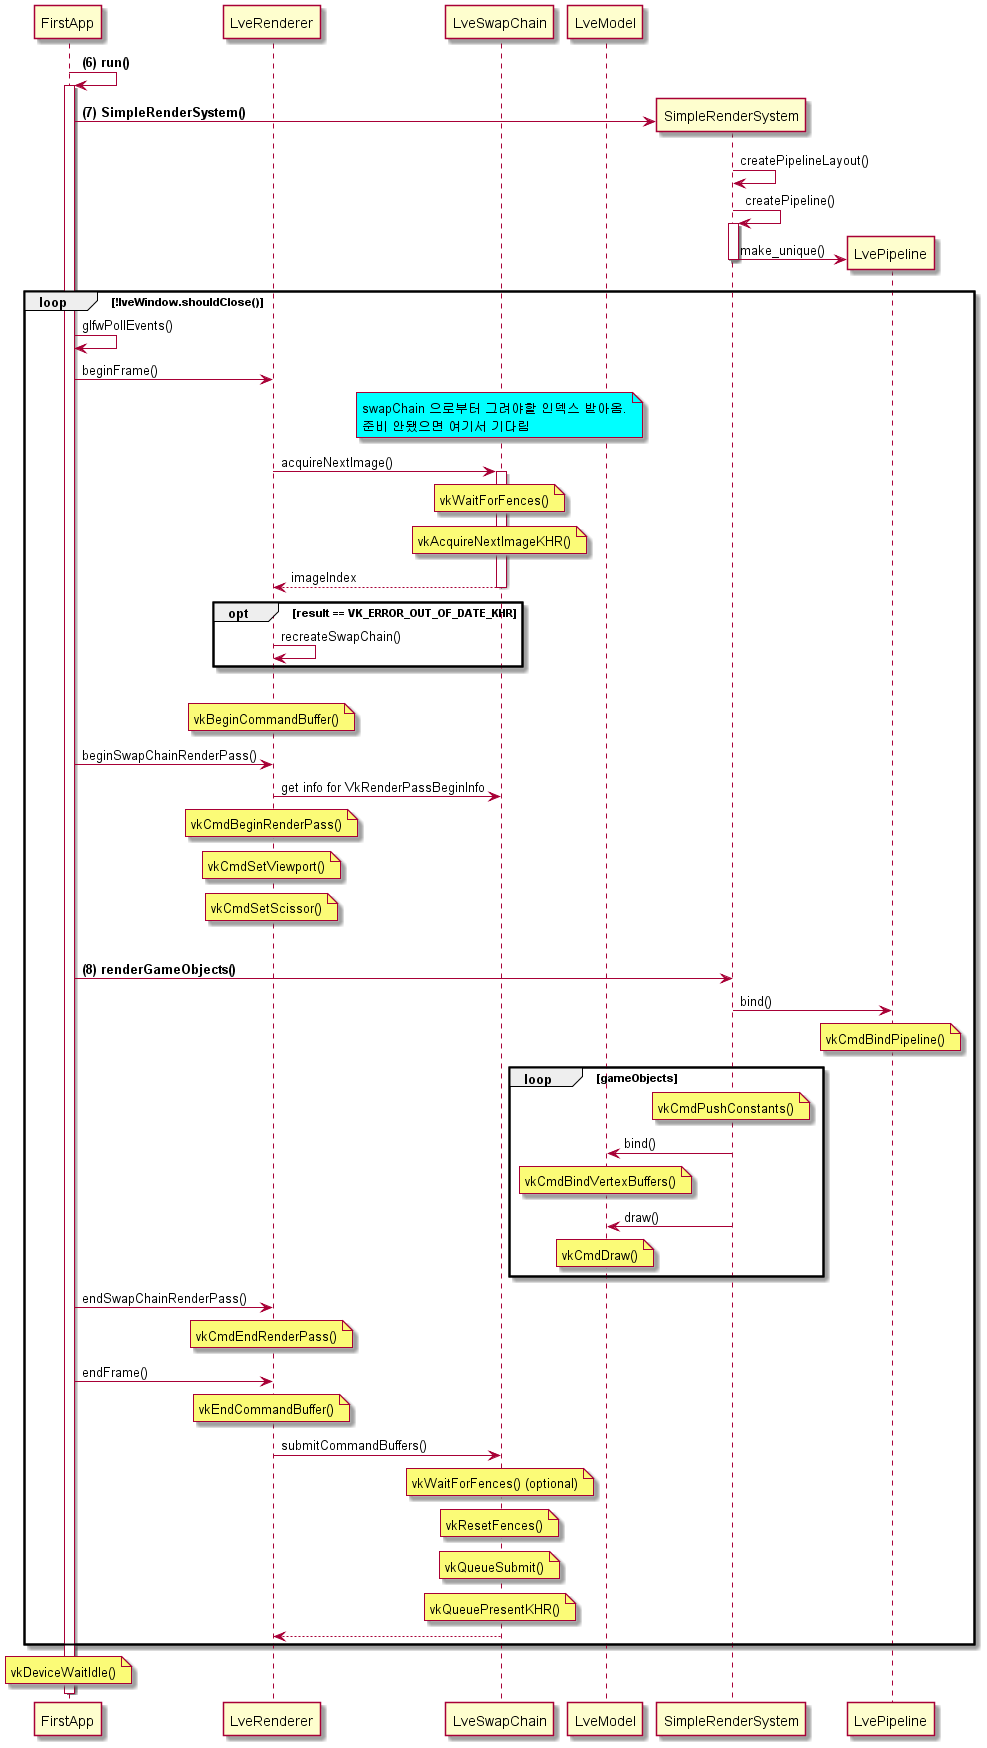 FirstApp
LveRenderer
LveSwapChain
LveModel
(6) run()
(7) SimpleRenderSystem()
SimpleRenderSystem
createPipelineLayout()
createPipeline()
make_unique()
LvePipeline
loop
[!lveWindow.shouldClose()]
glfwPollEvents()
beginFrame()
swapChain 으로부터 그려야할 인덱스 받아옴.
준비 안됐으면 여기서 기다림
acquireNextImage()
vkWaitForFences()
vkAcquireNextImageKHR()
imageIndex
opt
[result == VK_ERROR_OUT_OF_DATE_KHR]
recreateSwapChain()
vkBeginCommandBuffer()
beginSwapChainRenderPass()
get info for VkRenderPassBeginInfo
vkCmdBeginRenderPass()
vkCmdSetViewport()
vkCmdSetScissor()
(8) renderGameObjects()
bind()
vkCmdBindPipeline()
loop
[gameObjects]
vkCmdPushConstants()
bind()
vkCmdBindVertexBuffers()
draw()
vkCmdDraw()
endSwapChainRenderPass()
vkCmdEndRenderPass()
endFrame()
vkEndCommandBuffer()
submitCommandBuffers()
vkWaitForFences() (optional)
vkResetFences()
vkQueueSubmit()
vkQueuePresentKHR()
vkDeviceWaitIdle()
FirstApp
LveRenderer
LveSwapChain
LveModel
SimpleRenderSystem
LvePipeline